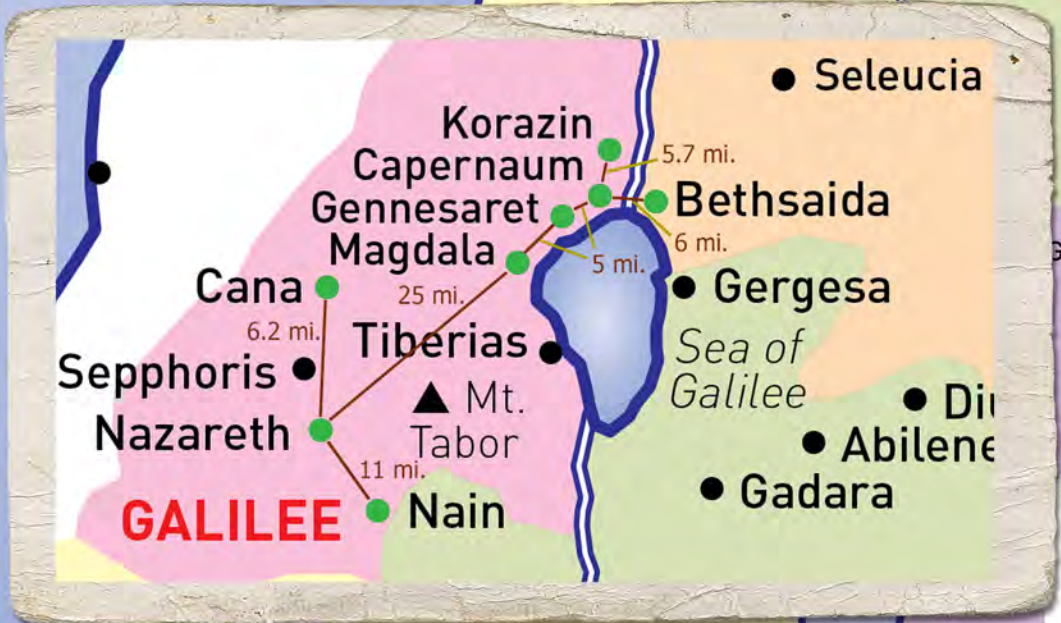 Seleucia
Korazin
5.7 mi.
Capernaum
Bethsaida
Gennesaret
6 mi.
Magdala
5 mi.
Cana
25 mi.
Gergesa
6.2 mi.
Tiberias
Sea of
Galilee
Sepphoris
Mt.
Tabor
Nazareth
Abilene
11 mi.
Gadara
GALILEE
Nain